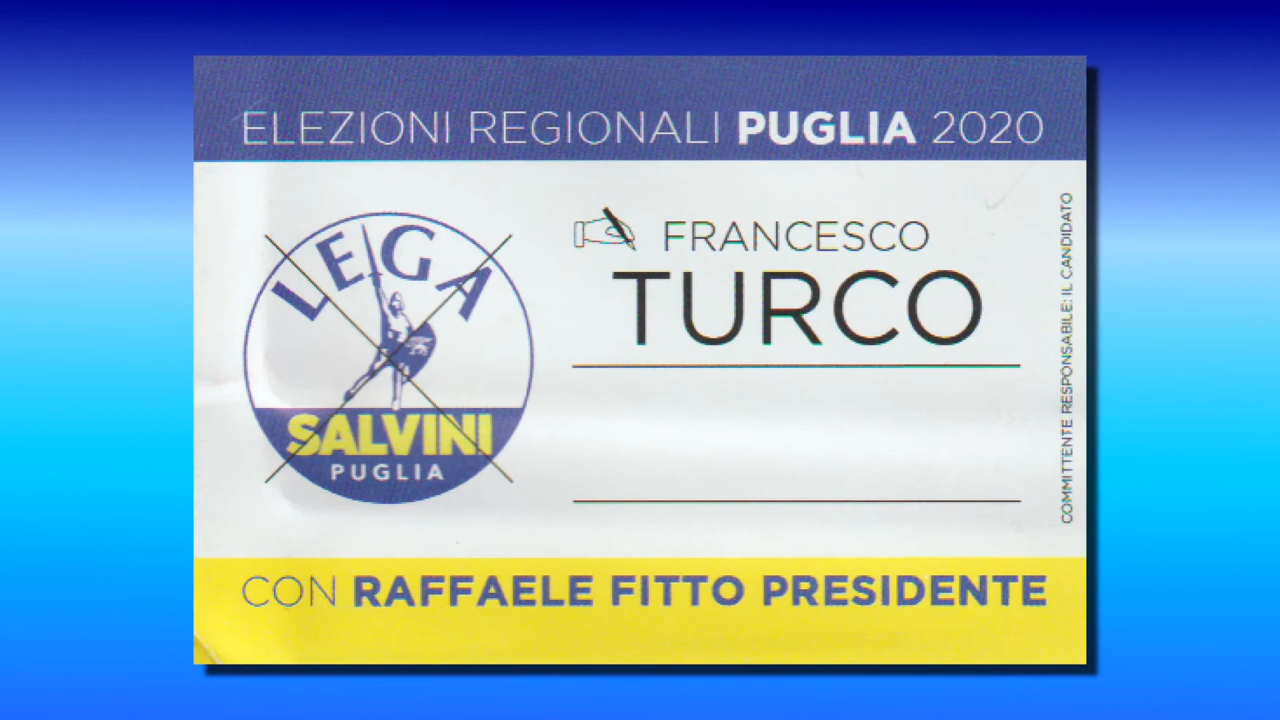 ELEZIONI REGIONALI PUGLIA 2020
LEGA
SALVINI
PUGLIA
FRANCESCO
TURCO
COMMITTENTE RESPONSABILE: IL CANDIDATO
CON RAFFAELE FITTO PRESIDENTE